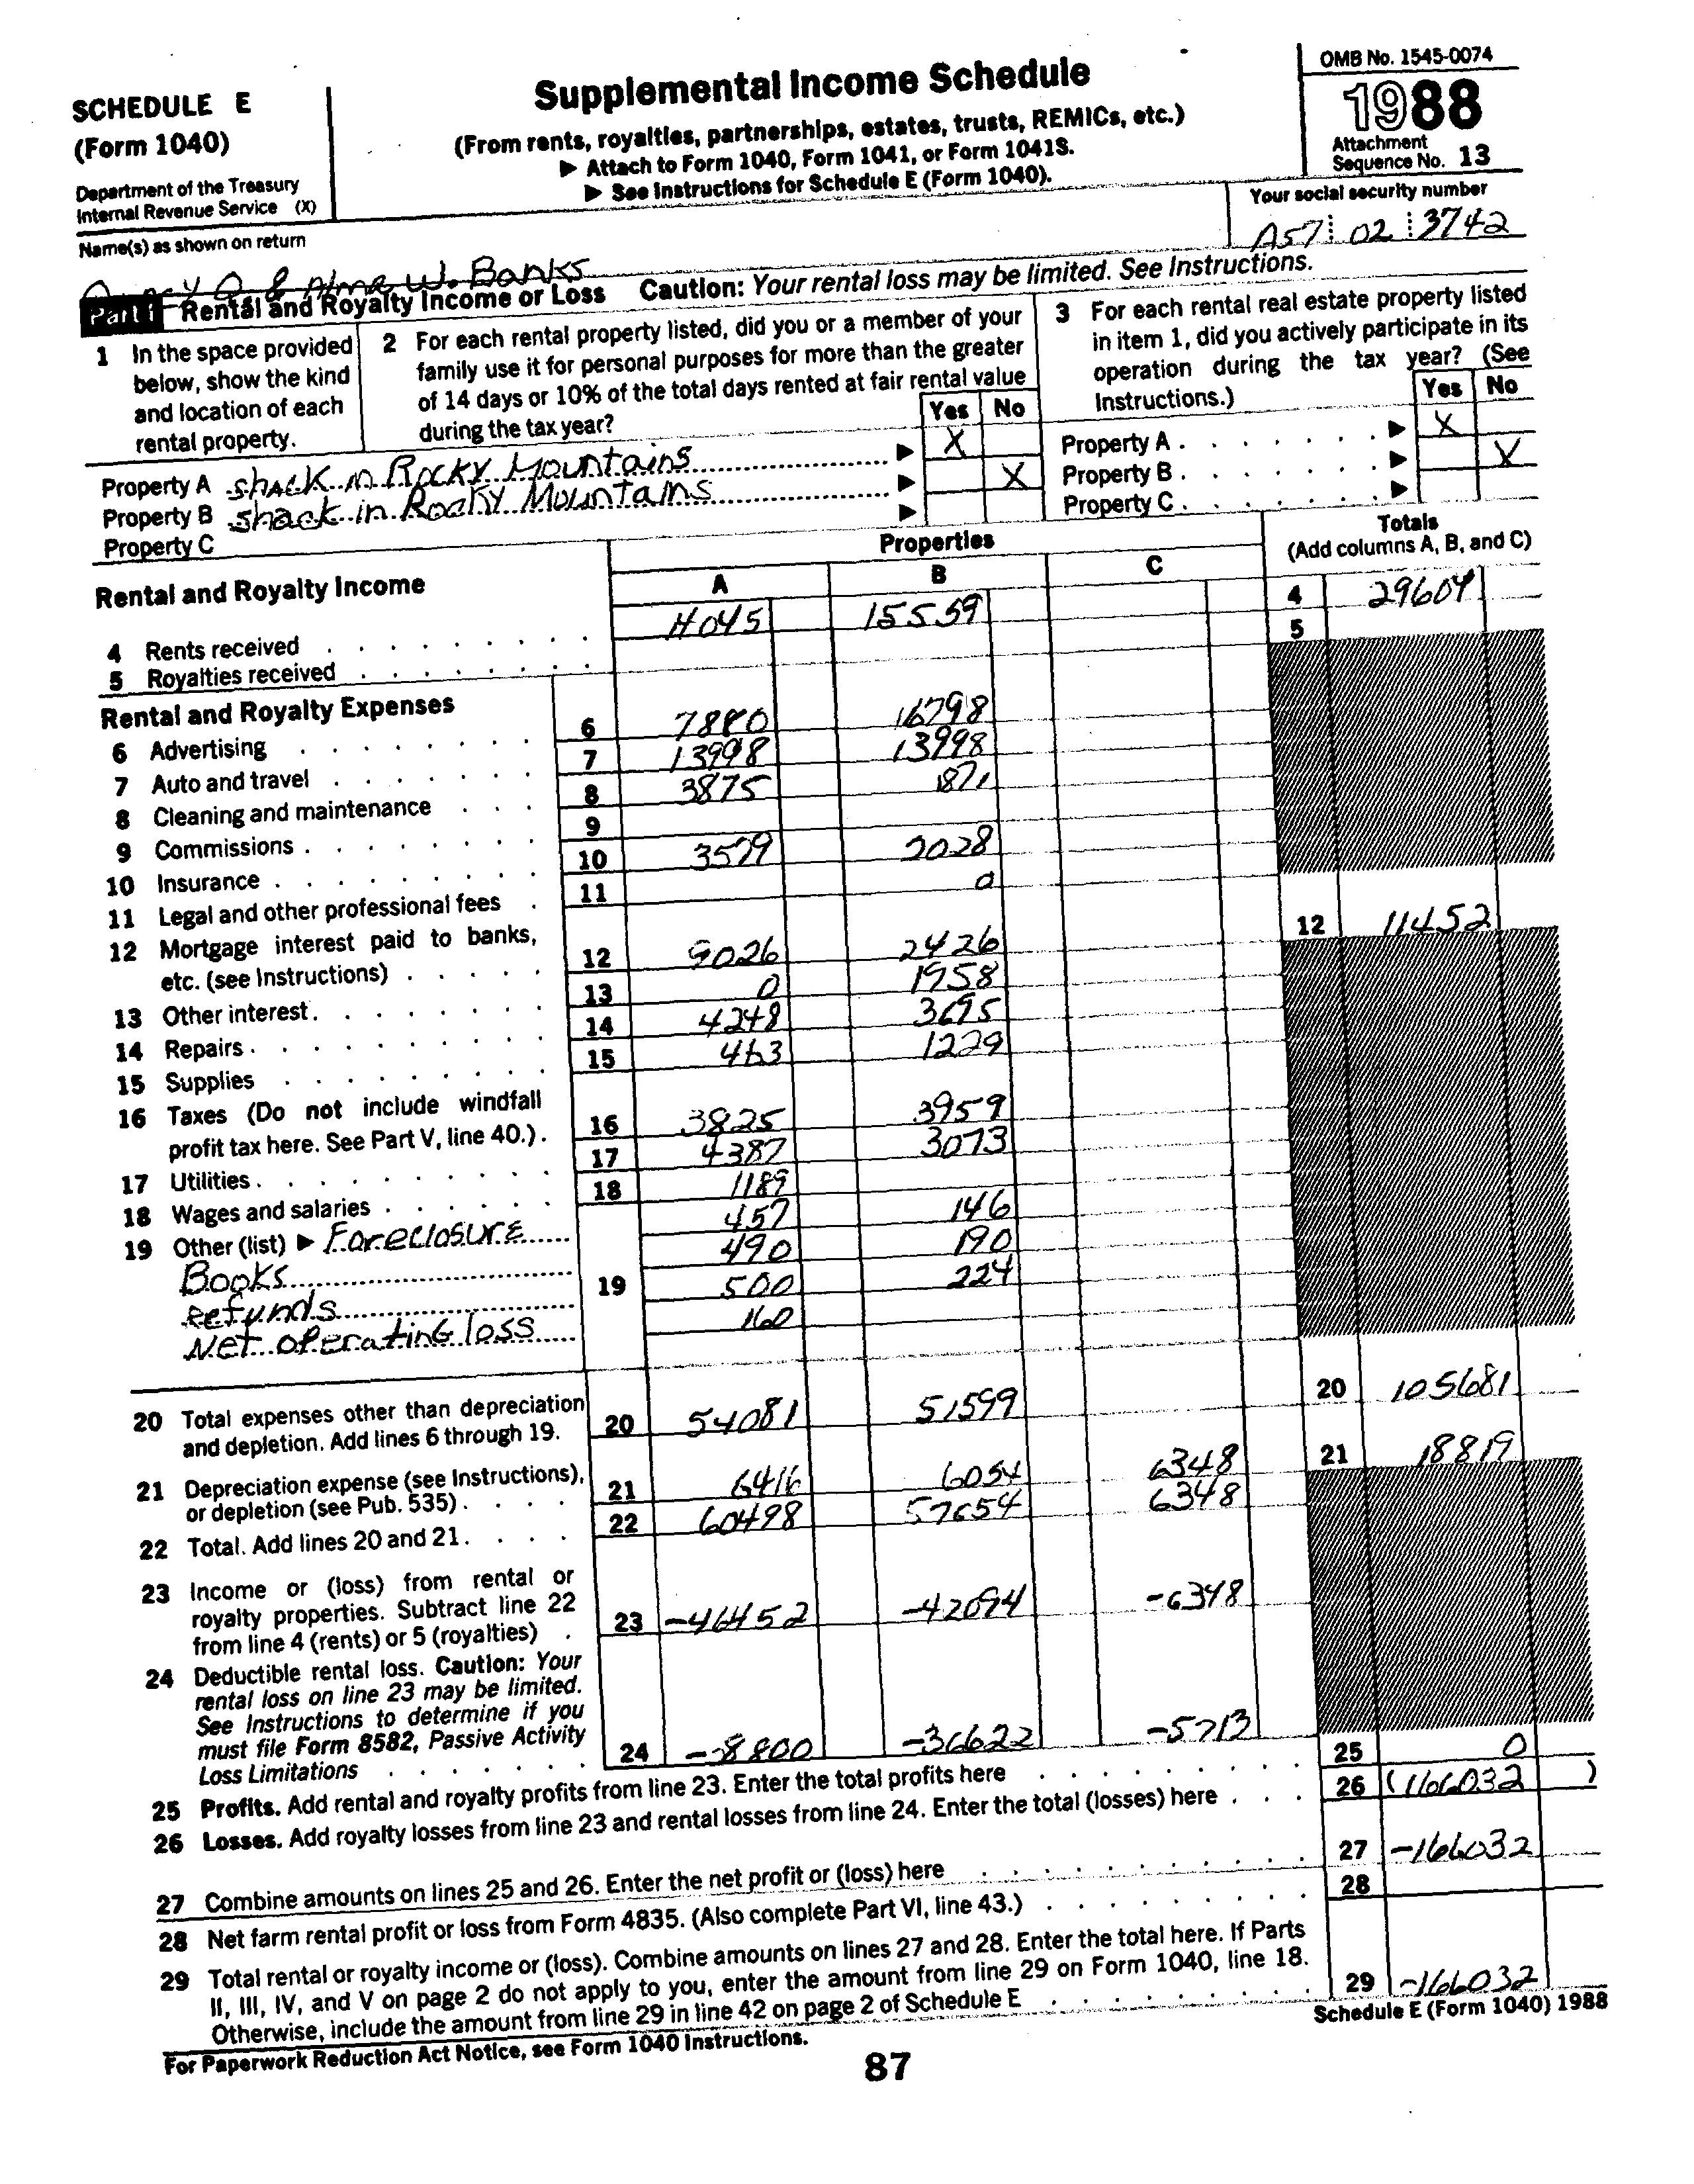 SCHEDULE E
(Form 1040)
Department of the Treasury
Internal Revenue Service (X)
Supplemental Income Schedule
(From rents, royalties, partnerships, estates, trusts, REMICs, etc.)
▶ Attach to Form 1040, Form 1041, or Form 1041S.
▶ See Instructions for Schedule E (Form 1040).
OMB No. 1545-0074
1988
Attachment
Sequence No. 13
Name(s) as shown on return
Your social security number
A57 02 3742
& Alma W. Banks
Part I Rental and Royalty Income or Loss Caution: Your rental loss may be limited. See Instructions.
1 In the space provided
below, show the kind
and location of each
rental property.
2 For each rental property listed, did you or a member of your
family use it for personal purposes for more than the greater
of 14 days or 10% of the total days rented at fair rental value
during the tax year?
Yes No
3 For each rental real estate property listed
in item 1, did you actively participate in its
operation during the tax year? (See
Instructions.)
Yes No
Property A shack in Rocky Mountains ▶ X Property A ▶ X
Property B shack in Rocky Mountains ▶ X Property B ▶ X
Property C ▶ Property C ▶
Rental and Royalty Income
Properties
A B C
Totals
(Add columns A, B, and C)
4 Rents received 14045 15559 4 29604
5 Royalties received 5
Rental and Royalty Expenses
6 Advertising 6 7880 16798
7 Auto and travel 7 13998 13998
8 Cleaning and maintenance 8 3875 1871
9 Commissions 9
10 Insurance 10 3579 2028
11 Legal and other professional fees 11 0
12 Mortgage interest paid to banks,
etc. (see Instructions) 12 9026 2426 12 11452
13 Other interest 13 0 1958
14 Repairs 14 4248 3695
15 Supplies 15 463 1229
16 Taxes (Do not include windfall
profit tax here. See Part V, line 40.) 16 3825 3959
17 Utilities 17 4387 3073
18 Wages and salaries 18 1189
19 Other (list) ▶ Foreclosure 457 146
Books 490 190
refunds 19 500 224
Net operating loss 160
20 Total expenses other than depreciation
and depletion. Add lines 6 through 19. 20 54081 51599 20 105681
21 Depreciation expense (see Instructions),
or depletion (see Pub. 535) 21 6416 6054 6348 21 18819
22 Total. Add lines 20 and 21 22 60498 57654 6348
23 Income or (loss) from rental or
royalty properties. Subtract line 22
from line 4 (rents) or 5 (royalties) 23 -46452 -42094 -6348
24 Deductible rental loss. Caution: Your
rental loss on line 23 may be limited.
See Instructions to determine if you
must file Form 8582, Passive Activity
Loss Limitations 24 -8800 -36622 -5713
25 Profits. Add rental and royalty profits from line 23. Enter the total profits here 25 0
26 Losses. Add royalty losses from line 23 and rental losses from line 24. Enter the total (losses) here 26 (166032)
27 Combine amounts on lines 25 and 26. Enter the net profit or (loss) here 27 -166032
28 Net farm rental profit or loss from Form 4835. (Also complete Part VI, line 43.) 28
29 Total rental or royalty income or (loss). Combine amounts on lines 27 and 28. Enter the total here. If Parts
II, III, IV, and V on page 2 do not apply to you, enter the amount from line 29 on Form 1040, line 18.
Otherwise, include the amount from line 29 in line 42 on page 2 of Schedule E 29 -166032
For Paperwork Reduction Act Notice, see Form 1040 Instructions.
Schedule E (Form 1040) 1988
87